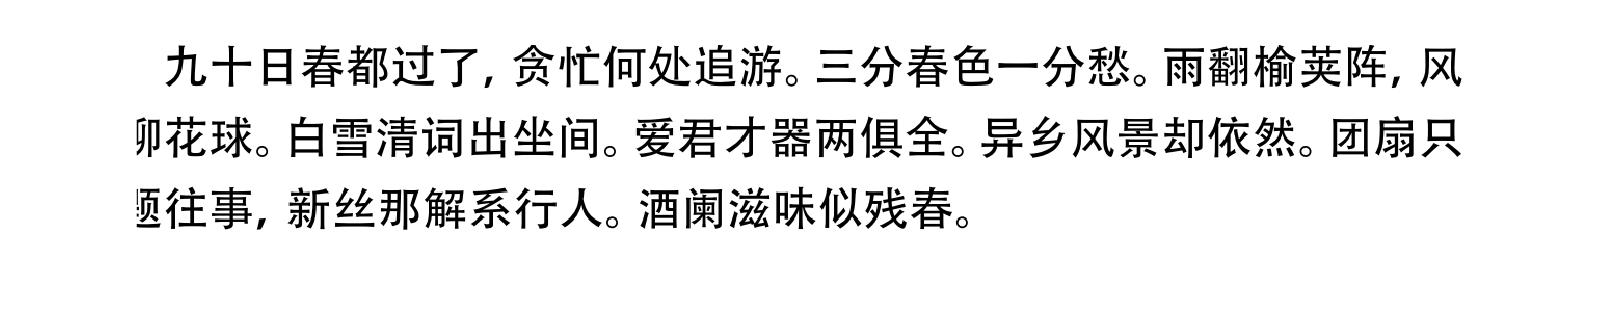 九十日春都过了，贪忙何处追游。三分春色一分愁。雨翻榆荚阵，风
柳花球。白雪清词出坐间。爱君才器两俱全。异乡风景却依然。团扇只
题往事，新丝那解系行人。酒阑滋味似残春。